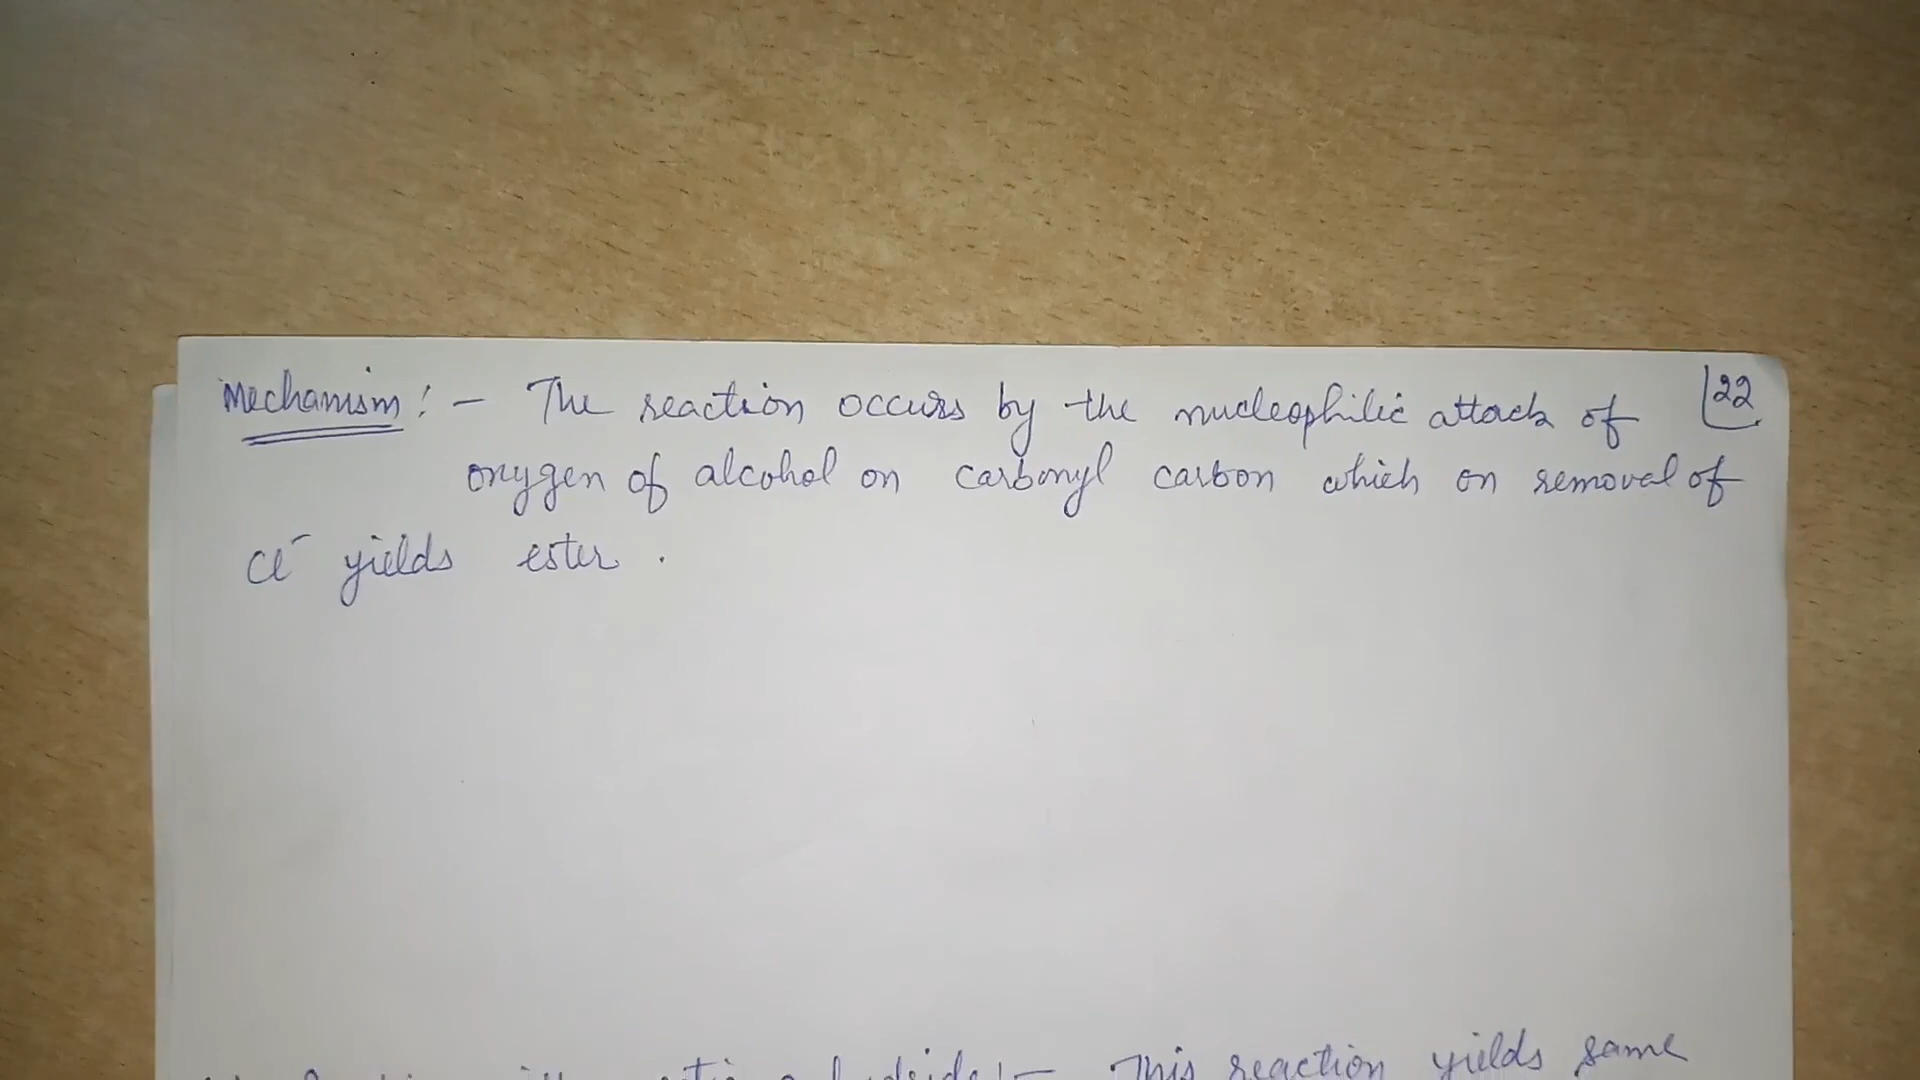 Mechanism :- The reaction occurs by the nucleophilic attack of
22
oxygen of alcohol on carbonyl carbon which on removal of
Cl⁻ yields ester .
:- This reaction yields same